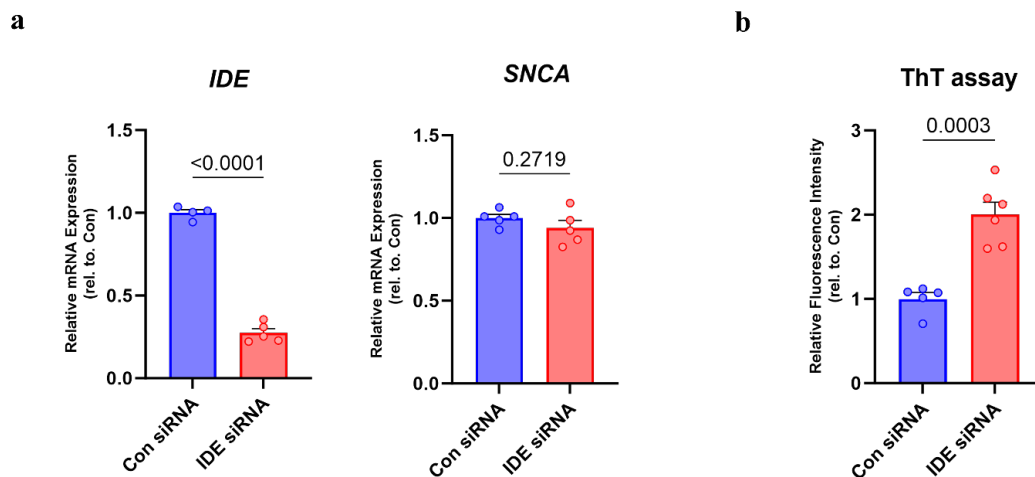 a
IDE
Relative mRNA Expression
(rel. to. Con)
1.5
1.0
0.5
0.0
<0.0001
Con siRNA
IDE siRNA
SNCA
Relative mRNA Expression
(rel. to. Con)
1.5
1.0
0.5
0.0
0.2719
Con siRNA
IDE siRNA
b
ThT assay
Relative Fluorescence Intensity
(rel. to. Con)
3
2
1
0
0.0003
Con siRNA
IDE siRNA